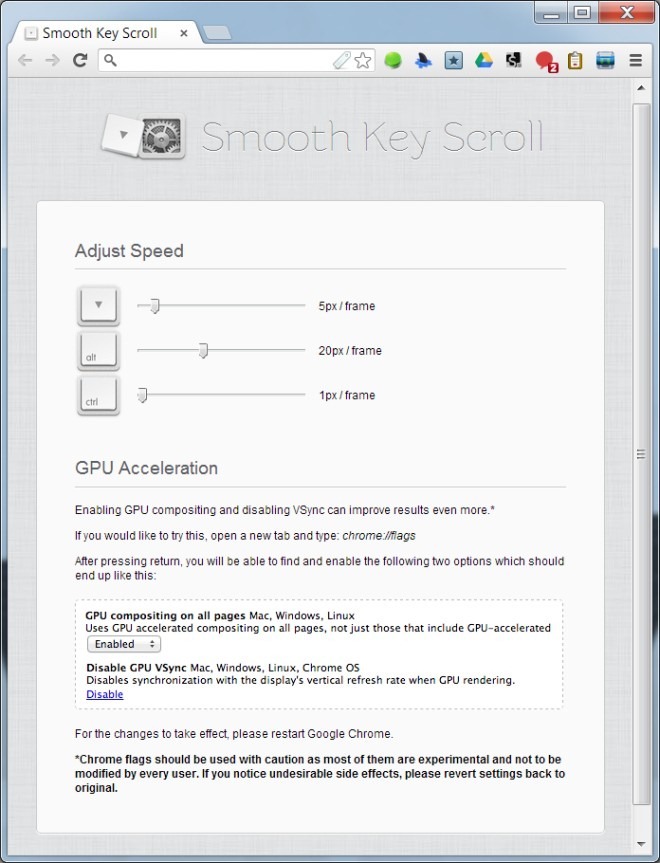 Smooth Key Scroll
2
Smooth Key Scroll
Adjust Speed
5px / frame
alt
20px / frame
ctrl
1px / frame
GPU Acceleration
Enabling GPU compositing and disabling VSync can improve results even more.*
If you would like to try this, open a new tab and type: chrome://flags
After pressing return, you will be able to find and enable the following two options which should
end up like this:
GPU compositing on all pages Mac, Windows, Linux
Uses GPU accelerated compositing on all pages, not just those that include GPU-accelerated
Enabled
Disable GPU VSync Mac, Windows, Linux, Chrome OS
Disables synchronization with the display's vertical refresh rate when GPU rendering.
Disable
For the changes to take effect, please restart Google Chrome.
*Chrome flags should be used with caution as most of them are experimental and not to be
modified by every user. If you notice undesirable side effects, please revert settings back to
original.